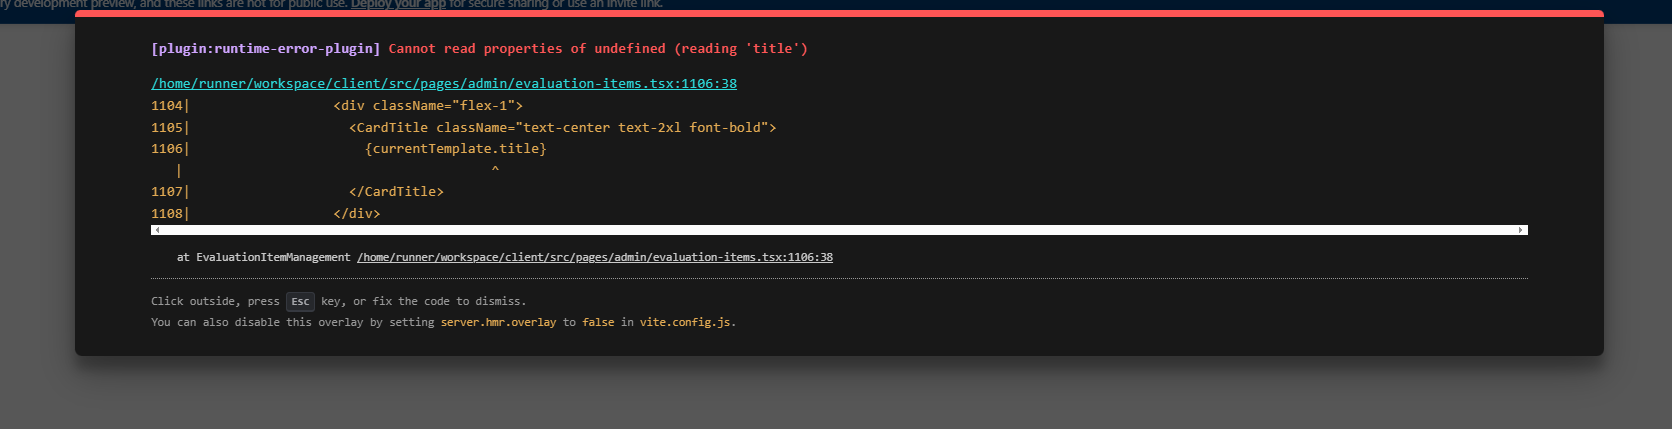 ry development preview, and these links are not for public use. Deploy your app for secure sharing or use an invite link.
[plugin:runtime-error-plugin] Cannot read properties of undefined (reading 'title')
/home/runner/workspace/client/src/pages/admin/evaluation-items.tsx:1106:38
1104|                  <div className="flex-1">
1105|                    <CardTitle className="text-center text-2xl font-bold">
1106|                      {currentTemplate.title}
   |                                      ^
1107|                    </CardTitle>
1108|                  </div>
at EvaluationItemManagement /home/runner/workspace/client/src/pages/admin/evaluation-items.tsx:1106:38
Click outside, press Esc key, or fix the code to dismiss.
You can also disable this overlay by setting server.hmr.overlay to false in vite.config.js.